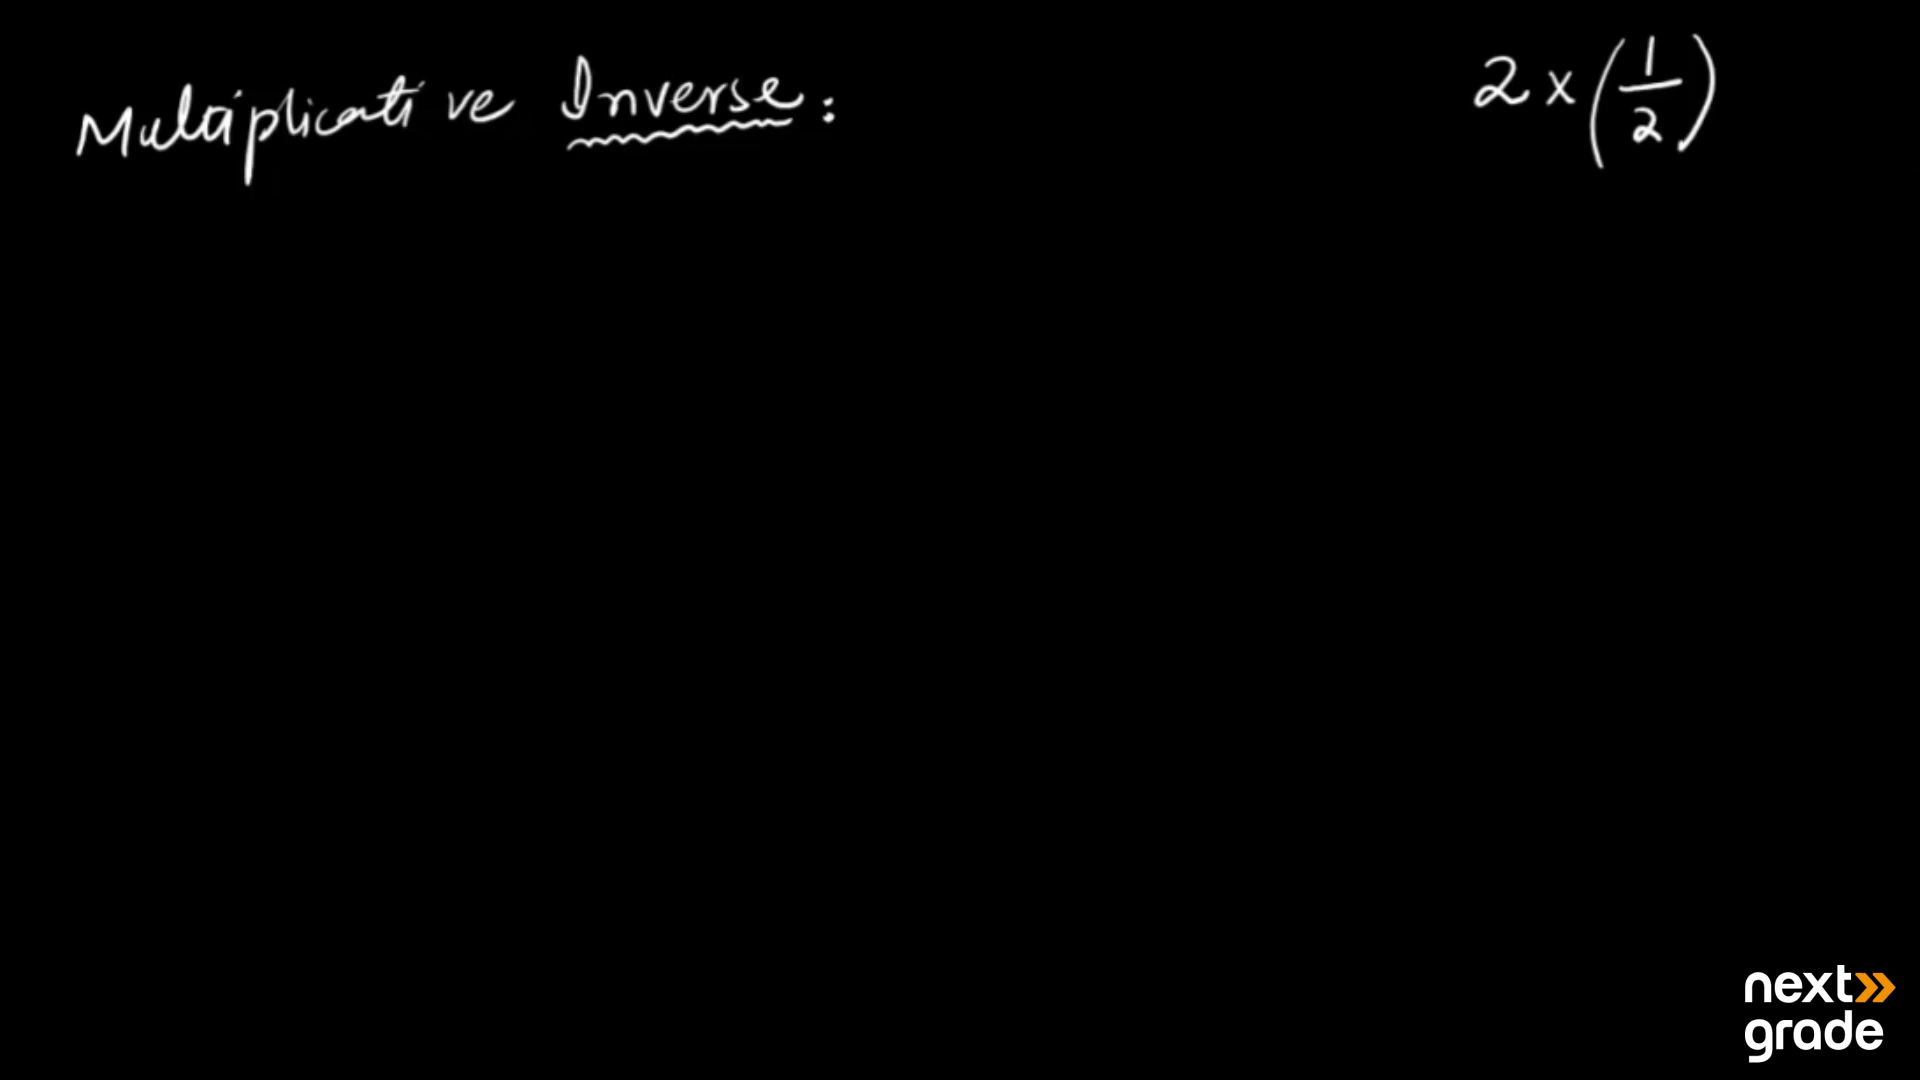 Multiplicative Inverse :
2 × (1/2)
next
grade